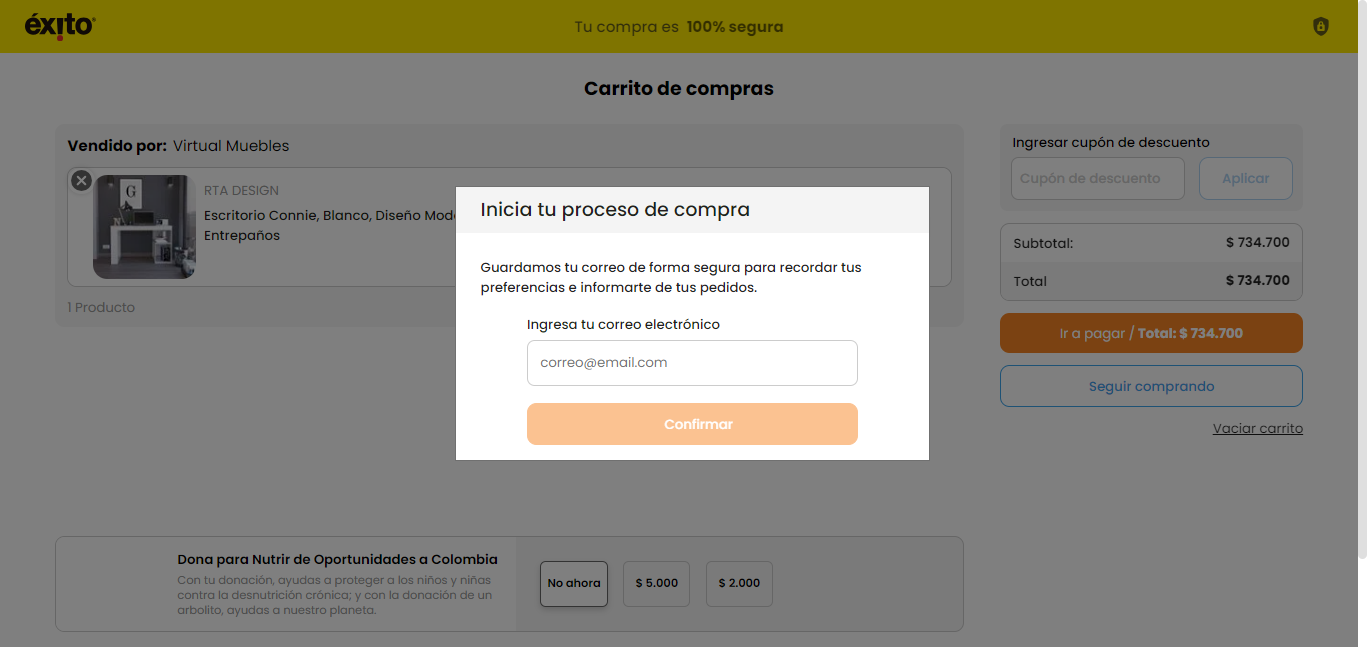 éxito
Tu compra es 100% segura
Carrito de compras
Vendido por: Virtual Muebles
G
RTA DESIGN
Escritorio Connie, Blanco, Diseño
Entrepaños
1 Producto
Ingresar cupón de descuento
Cupón de descuento
Aplicar
Subtotal: $ 734.700
Total $ 734.700
Ir a pagar / Total: $ 734.700
Seguir comprando
Vaciar carrito
Inicia tu proceso de compra
Guardamos tu correo de forma segura para recordar tus
preferencias e informarte de tus pedidos.
Ingresa tu correo electrónico
correo@email.com
Confirmar
Dona para Nutrir de Oportunidades a Colombia
Con tu donación, ayudas a proteger a los niños y niñas
contra la desnutrición crónica; y con la donación de un
arbolito, ayudas a nuestro planeta.
No ahora
$ 5.000
$ 2.000